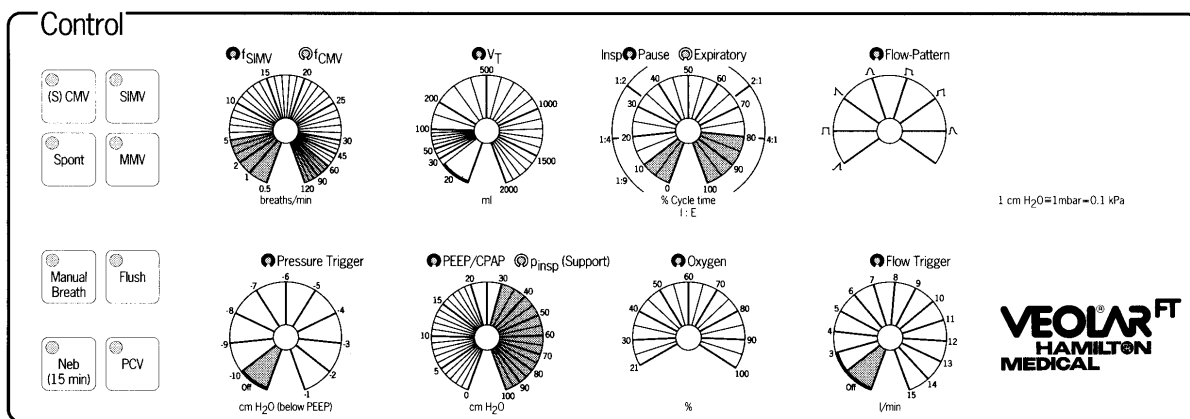 Control
(S) CMV
SIMV
Spont
MMV
Manual
Breath
Flush
Neb
(15 min)
PCV
fSIMV fCMV
15 20
10 25
5 30
2 45
1 60
0.5 120 90
breaths/min
VT
500
200 1000
100
50
30 1500
20 2000
ml
Insp Pause Expiratory
50
1:2 40 60 2:1
30 70
1:4 20 80 4:1
10 90
1:9 0 100
% Cycle time
I : E
Flow-Pattern
1 cm H2O≅1mbar≈0.1 kPa
Pressure Trigger
-6
-7 -5
-8 -4
-9 -3
-10 -2
Off -1
cm H2O (below PEEP)
PEEP/CPAP pinsp (Support)
20 30
15 40
50
10 60
70
5 80
0 100 90
cm H2O
Oxygen
60
50 70
40 80
30 90
21 100
%
Flow Trigger
7 8
6 9
5 10
4 11
12
3 13
Off 14
15
l/min
VEOLAR® FT
HAMILTON
MEDICAL